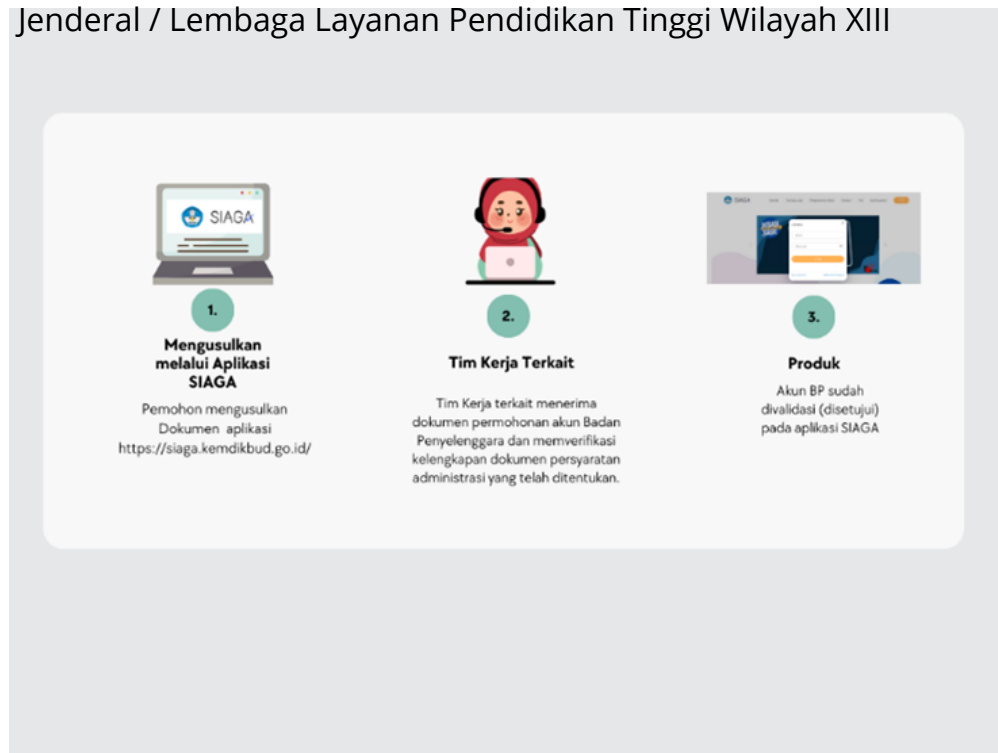 Jenderal / Lembaga Layanan Pendidikan Tinggi Wilayah XIII
SIAGA
SIAGA
1.
Mengusulkan
melalui Aplikasi
SIAGA
Pemohon mengusulkan
Dokumen aplikasi
https://siaga.kemdikbud.go.id/
2.
Tim Kerja Terkait
Tim Kerja terkait menerima
dokumen permohonan akun Badan
Penyelenggara dan memverifikasi
kelengkapan dokumen persyaratan
administrasi yang telah ditentukan.
3.
Produk
Akun BP sudah
divalidasi (disetujui)
pada aplikasi SIAGA